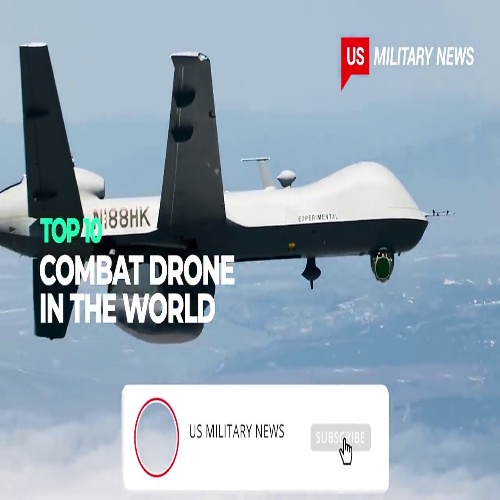 US MILITARY NEWS
N188HK
EXPERIMENTAL
TOP 10
COMBAT DRONE
IN THE WORLD
US MILITARY NEWS
SUBSCRIBE